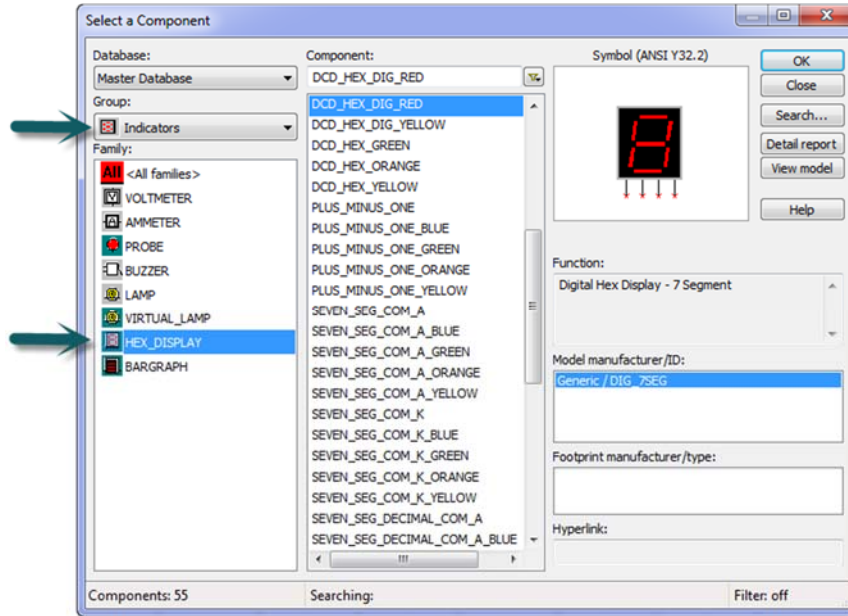 Select a Component
Database:
Master Database
Group:
Indicators
Family:
All <All families>
VOLTMETER
AMMETER
PROBE
BUZZER
LAMP
VIRTUAL_LAMP
HEX_DISPLAY
BARGRAPH
Component:
DCD_HEX_DIG_RED
DCD_HEX_DIG_RED
DCD_HEX_DIG_YELLOW
DCD_HEX_GREEN
DCD_HEX_ORANGE
DCD_HEX_YELLOW
PLUS_MINUS_ONE
PLUS_MINUS_ONE_BLUE
PLUS_MINUS_ONE_GREEN
PLUS_MINUS_ONE_ORANGE
PLUS_MINUS_ONE_YELLOW
SEVEN_SEG_COM_A
SEVEN_SEG_COM_A_BLUE
SEVEN_SEG_COM_A_GREEN
SEVEN_SEG_COM_A_ORANGE
SEVEN_SEG_COM_A_YELLOW
SEVEN_SEG_COM_K
SEVEN_SEG_COM_K_BLUE
SEVEN_SEG_COM_K_GREEN
SEVEN_SEG_COM_K_ORANGE
SEVEN_SEG_COM_K_YELLOW
SEVEN_SEG_DECIMAL_COM_A
SEVEN_SEG_DECIMAL_COM_A_BLUE
Symbol (ANSI Y32.2)
8
Function:
Digital Hex Display - 7 Segment
Model manufacturer/ID:
Generic / DIG_7SEG
Footprint manufacturer/type:
Hyperlink:
OK
Close
Search...
Detail report
View model
Help
Components: 55
Searching:
Filter: off